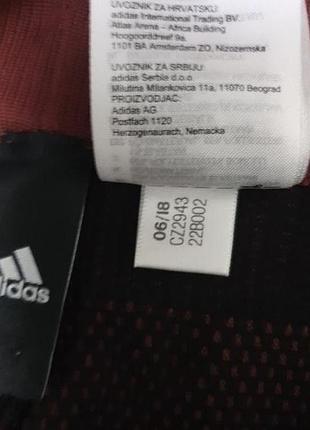 UVOZNIK ZA HRVATSKU:
adidas International Trading BV
Atlas Arena – Africa Building
Hoogoorddreef 9a
1101 BA Amsterdam ZO, Nizozemska
UVOZNIK ZA SRBIJU:
adidas Serbia d.o.o.
Milutina Milankovica 11a, 11070 Beograd
PROIZVODJAC:
Adidas AG
Postfach 1120
Herzogenaurach, Nemacka
06/18
CZ2943
22B002
adidas